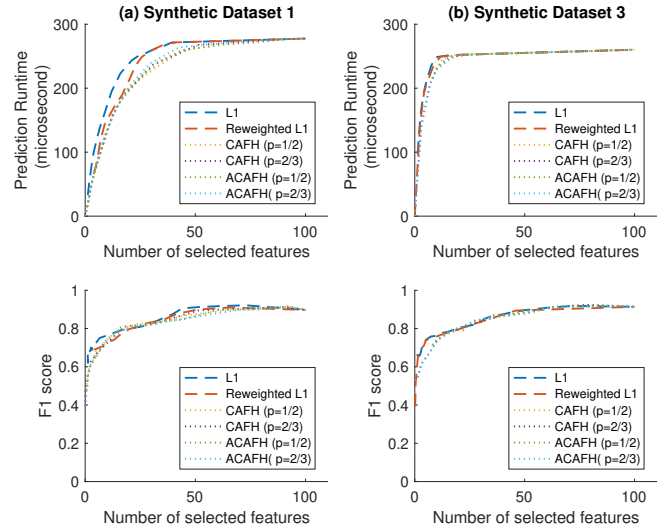 (a) Synthetic Dataset 1
300
200
100
0
Prediction Runtime
(microsecond)
L1
Reweighted L1
CAFH (p=1/2)
CAFH (p=2/3)
ACAFH (p=1/2)
ACAFH( p=2/3)
0
50
100
Number of selected features
(b) Synthetic Dataset 3
300
200
100
0
Prediction Runtime
(microsecond)
L1
Reweighted L1
CAFH (p=1/2)
CAFH (p=2/3)
ACAFH (p=1/2)
ACAFH( p=2/3)
0
50
100
Number of selected features
1
0.8
0.6
0.4
0.2
0
F1 score
L1
Reweighted L1
CAFH (p=1/2)
CAFH (p=2/3)
ACAFH (p=1/2)
ACAFH( p=2/3)
0
50
100
Number of selected features
1
0.8
0.6
0.4
0.2
0
F1 score
L1
Reweighted L1
CAFH (p=1/2)
CAFH (p=2/3)
ACAFH (p=1/2)
ACAFH( p=2/3)
0
50
100
Number of selected features